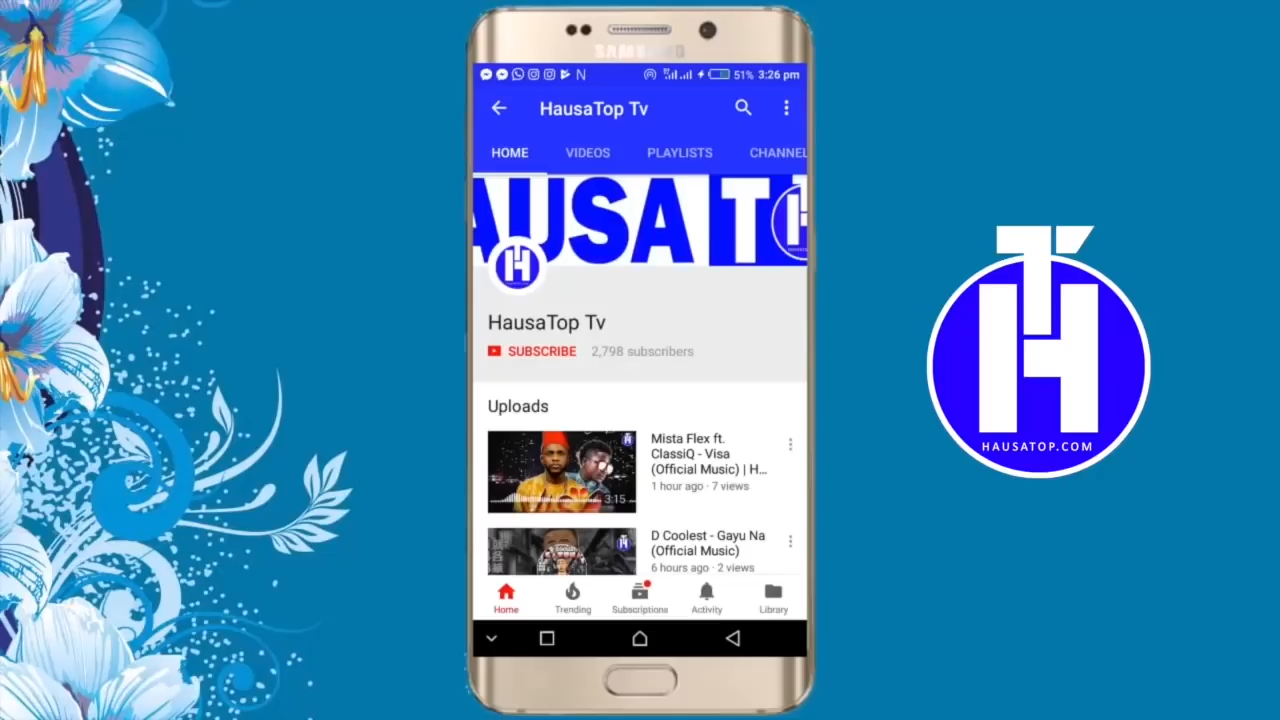 SAMSUNG
51% 3:26 pm
HausaTop Tv
HOME VIDEOS PLAYLISTS CHANNEL
AUSA T H
H
HausaTop Tv
SUBSCRIBE 2,798 subscribers
Uploads
Mista Flex ft.
ClassiQ - Visa
(Official Music) | H...
1 hour ago · 7 views
3:15
D Coolest - Gayu Na
(Official Music)
6 hours ago · 2 views
Home Trending Subscriptions Activity Library
TH
HAUSATOP.COM